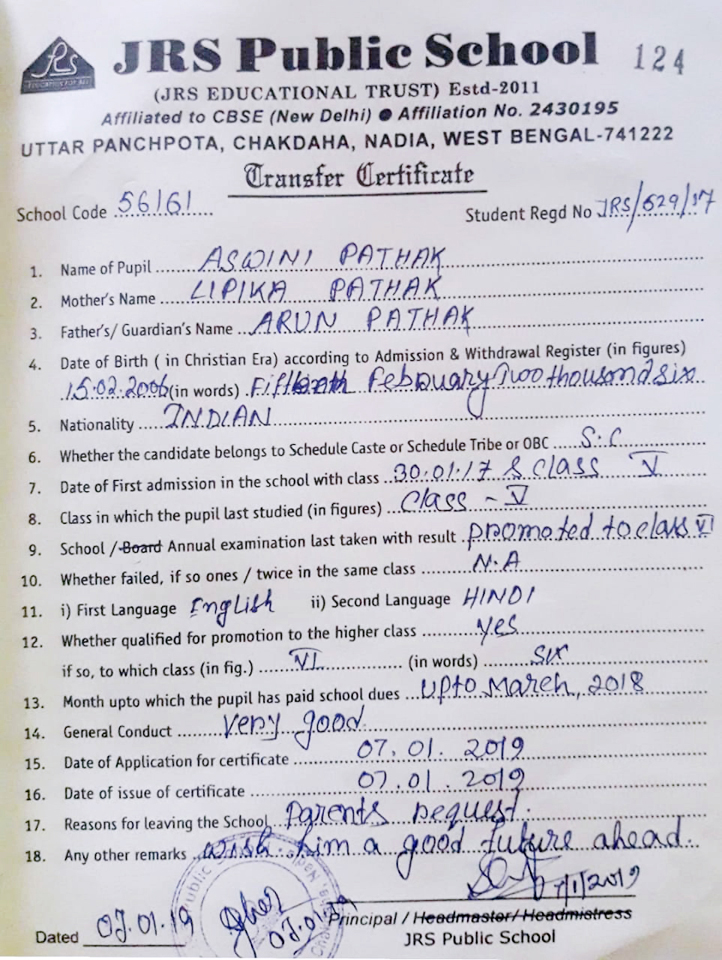 JRS
EDUCATION FOR ALL
JRS Public School
124
(JRS EDUCATIONAL TRUST) Estd-2011
Affiliated to CBSE (New Delhi) ● Affiliation No. 2430195
UTTAR PANCHPOTA, CHAKDAHA, NADIA, WEST BENGAL-741222
Transfer Certificate
School Code 56161 Student Regd No JRS/629/17
1. Name of Pupil ASWINI PATHAK
2. Mother's Name LIPIKA PATHAK
3. Father's/ Guardian's Name ARUN PATHAK
4. Date of Birth ( in Christian Era) according to Admission & Withdrawal Register (in figures)
15.02.2006 (in words) Fifteenth February Two thousand six
5. Nationality INDIAN
6. Whether the candidate belongs to Schedule Caste or Schedule Tribe or OBC S.C
7. Date of First admission in the school with class 30.01.17 & class V
8. Class in which the pupil last studied (in figures) Class - V
9. School / Board Annual examination last taken with result promoted to class VI
10. Whether failed, if so ones / twice in the same class N.A
11. i) First Language English ii) Second Language HINDI
12. Whether qualified for promotion to the higher class yes
if so, to which class (in fig.) VI (in words) SIX
13. Month upto which the pupil has paid school dues Upto March, 2018
14. General Conduct very good
15. Date of Application for certificate 07.01.2019
16. Date of issue of certificate 07.01.2019
17. Reasons for leaving the School Parents request.
18. Any other remarks wish him a good future ahead.
7/1/2019
Dated 07.01.19 07.01.19 Principal / Headmaster/ Headmistress
JRS Public School